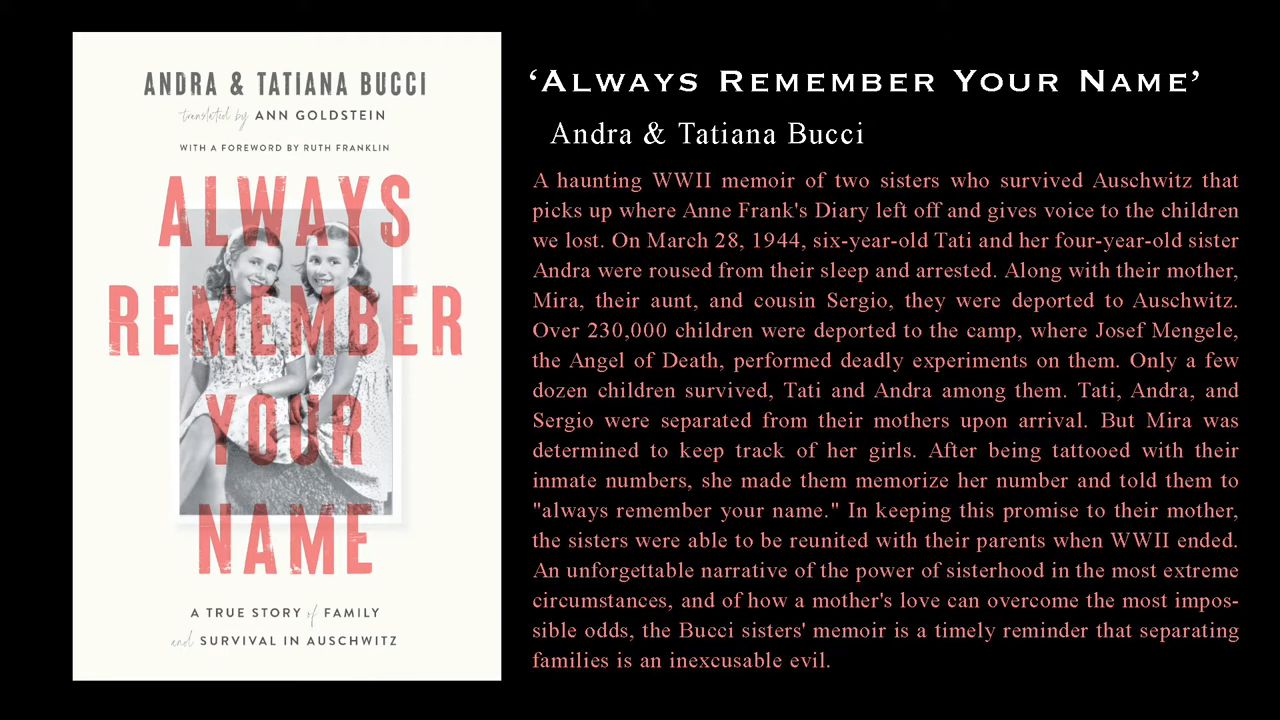 ANDRA & TATIANA BUCCI
translated by ANN GOLDSTEIN
WITH A FOREWORD BY RUTH FRANKLIN
ALWAYS
REMEMBER
YOUR
NAME
A TRUE STORY of FAMILY
and SURVIVAL IN AUSCHWITZ
‘ALWAYS REMEMBER YOUR NAME’
Andra & Tatiana Bucci
A haunting WWII memoir of two sisters who survived Auschwitz that
picks up where Anne Frank's Diary left off and gives voice to the children
we lost. On March 28, 1944, six-year-old Tati and her four-year-old sister
Andra were roused from their sleep and arrested. Along with their mother,
Mira, their aunt, and cousin Sergio, they were deported to Auschwitz.
Over 230,000 children were deported to the camp, where Josef Mengele,
the Angel of Death, performed deadly experiments on them. Only a few
dozen children survived, Tati and Andra among them. Tati, Andra, and
Sergio were separated from their mothers upon arrival. But Mira was
determined to keep track of her girls. After being tattooed with their
inmate numbers, she made them memorize her number and told them to
"always remember your name." In keeping this promise to their mother,
the sisters were able to be reunited with their parents when WWII ended.
An unforgettable narrative of the power of sisterhood in the most extreme
circumstances, and of how a mother's love can overcome the most impos-
sible odds, the Bucci sisters' memoir is a timely reminder that separating
families is an inexcusable evil.